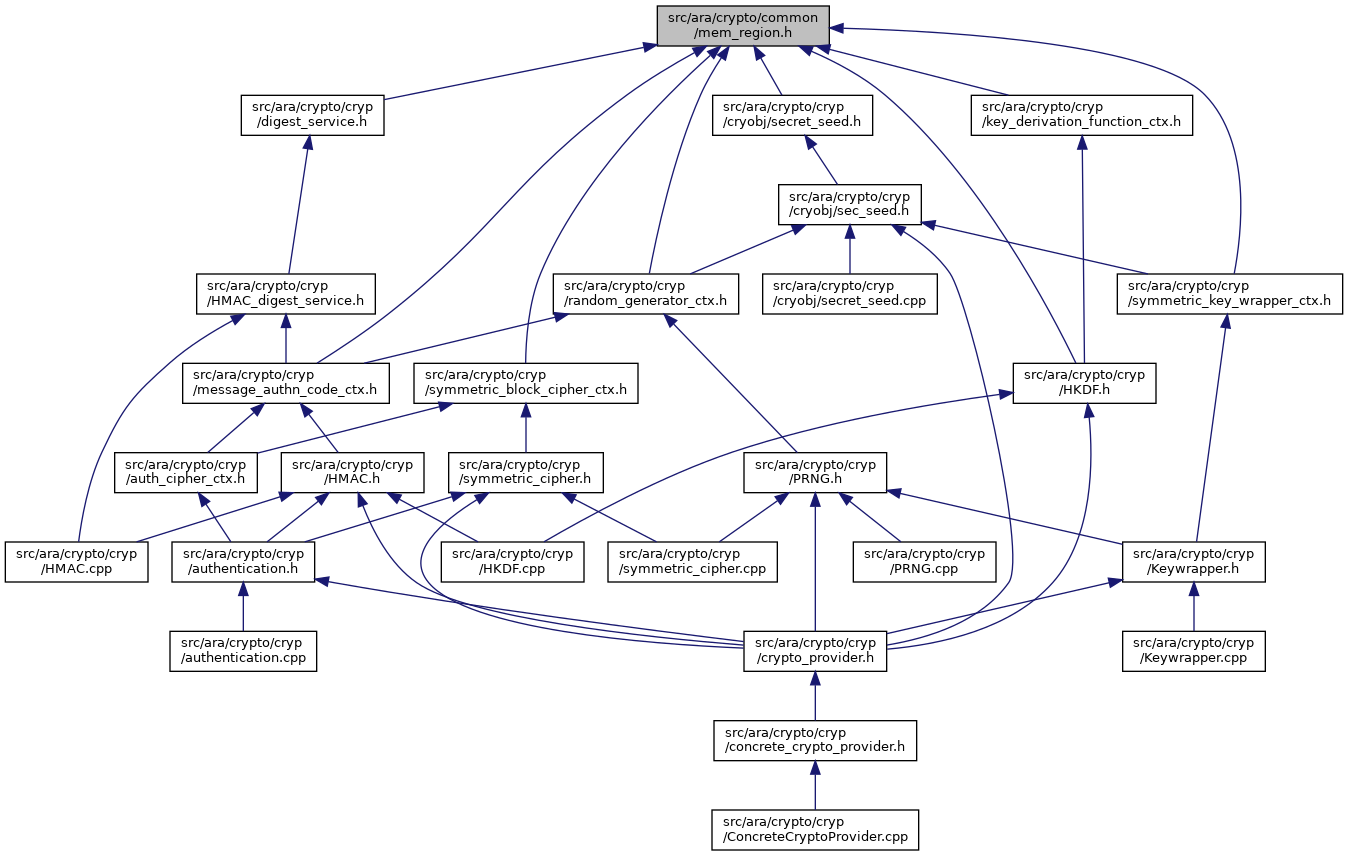 src/ara/crypto/common
/mem_region.h
src/ara/crypto/cryp
/digest_service.h
src/ara/crypto/cryp
/cryobj/secret_seed.h
src/ara/crypto/cryp
/key_derivation_function_ctx.h
src/ara/crypto/cryp
/cryobj/sec_seed.h
src/ara/crypto/cryp
/HMAC_digest_service.h
src/ara/crypto/cryp
/random_generator_ctx.h
src/ara/crypto/cryp
/cryobj/secret_seed.cpp
src/ara/crypto/cryp
/symmetric_key_wrapper_ctx.h
src/ara/crypto/cryp
/message_authn_code_ctx.h
src/ara/crypto/cryp
/symmetric_block_cipher_ctx.h
src/ara/crypto/cryp
/HKDF.h
src/ara/crypto/cryp
/auth_cipher_ctx.h
src/ara/crypto/cryp
/HMAC.h
src/ara/crypto/cryp
/symmetric_cipher.h
src/ara/crypto/cryp
/PRNG.h
src/ara/crypto/cryp
/HMAC.cpp
src/ara/crypto/cryp
/authentication.h
src/ara/crypto/cryp
/HKDF.cpp
src/ara/crypto/cryp
/symmetric_cipher.cpp
src/ara/crypto/cryp
/PRNG.cpp
src/ara/crypto/cryp
/Keywrapper.h
src/ara/crypto/cryp
/authentication.cpp
src/ara/crypto/cryp
/crypto_provider.h
src/ara/crypto/cryp
/Keywrapper.cpp
src/ara/crypto/cryp
/concrete_crypto_provider.h
src/ara/crypto/cryp
/ConcreteCryptoProvider.cpp